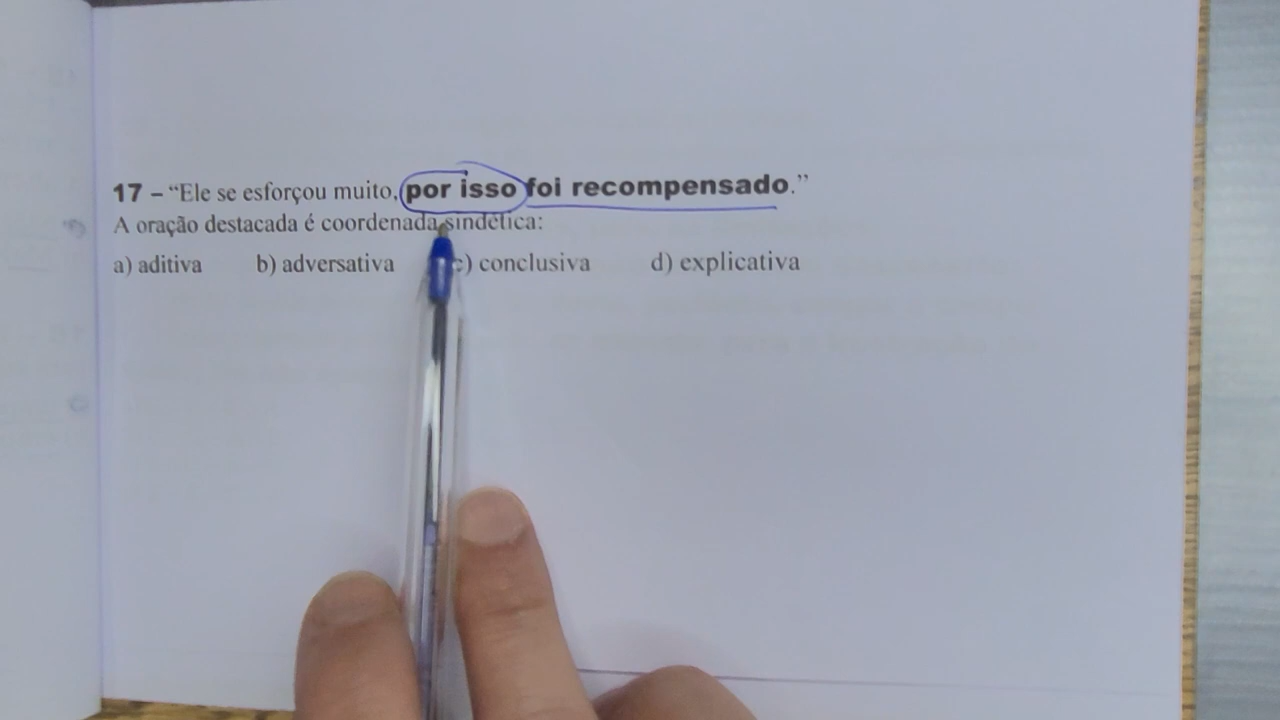 17 – “Ele se esforçou muito, por isso foi recompensado.”
A oração destacada é coordenada sindética:
a) aditiva b) adversativa c) conclusiva d) explicativa